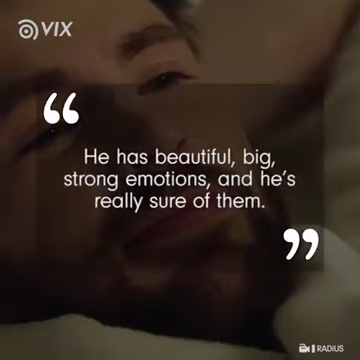 VIX
“
He has beautiful, big,
strong emotions, and he's
really sure of them.
”
RADIUS